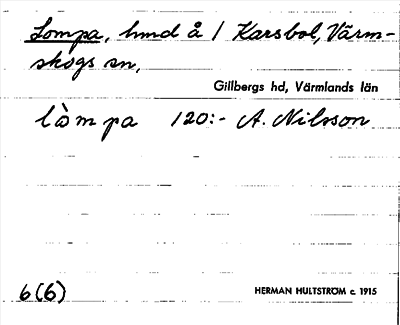 Lompa, hmd å / Karsbol, Värm-
skogs sn,
Gillbergs hd, Värmlands län
lòmpa 120:- A. Nilsson
6(6)
HERMAN HULTSTRÖM c. 1915